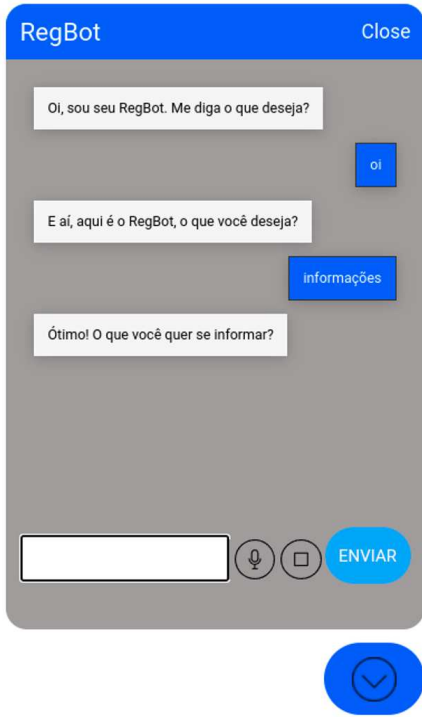 RegBot
Close
Oi, sou seu RegBot. Me diga o que deseja?
oi
E aí, aqui é o RegBot, o que você deseja?
informações
Ótimo! O que você quer se informar?
ENVIAR